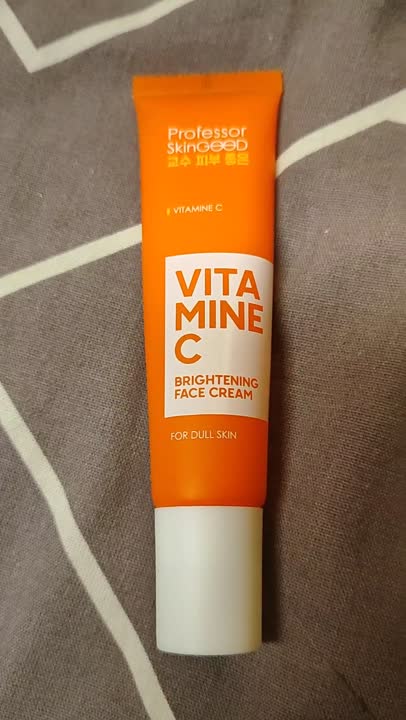 Professor
SkinGOOD
교수 피부 좋은
VITAMINE C
VITA
MINE
C
BRIGHTENING
FACE CREAM
FOR DULL SKIN